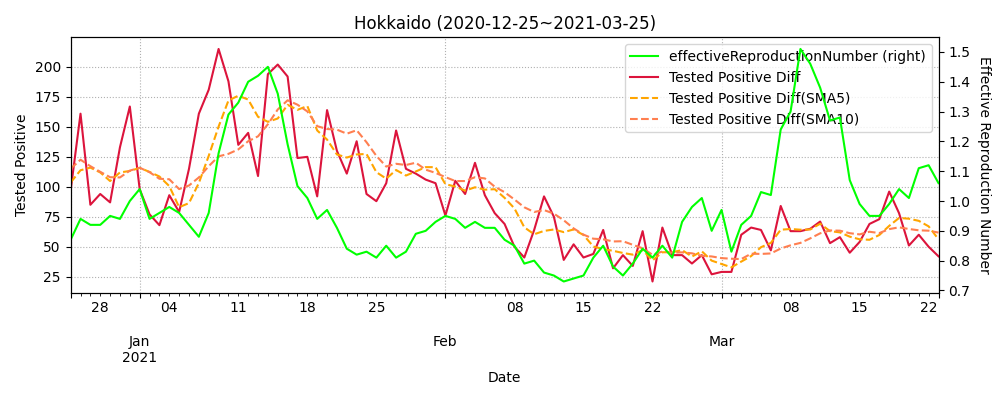 Hokkaido (2020-12-25~2021-03-25)
effectiveReproductionNumber (right)
Tested Positive Diff
Tested Positive Diff(SMA5)
Tested Positive Diff(SMA10)
Tested Positive
200
175
150
125
100
75
50
25
1.5
1.4
1.3
1.2
1.1
1.0
0.9
0.8
0.7
Effective Reproduction Number
28 04 11 18 25 08 15 22 08 15 22
Jan Feb Mar
2021
Date